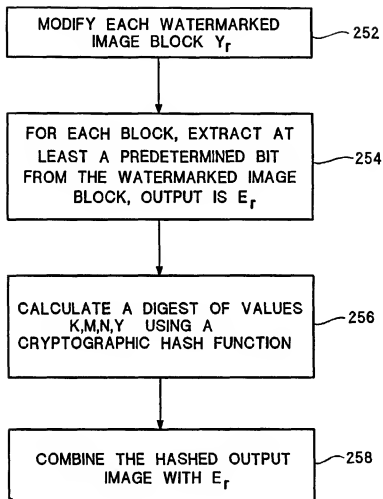 MODIFY EACH WATERMARKED
IMAGE BLOCK Yr
252
FOR EACH BLOCK, EXTRACT AT
LEAST A PREDETERMINED BIT
FROM THE WATERMARKED IMAGE
BLOCK, OUTPUT IS Er
254
CALCULATE A DIGEST OF VALUES
K,M,N,Y USING A
CRYPTOGRAPHIC HASH FUNCTION
256
COMBINE THE HASHED OUTPUT
IMAGE WITH Er
258